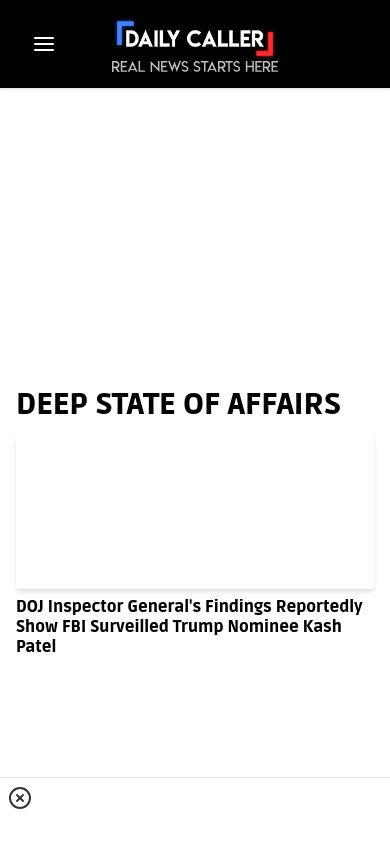 DAILY CALLER
REAL NEWS STARTS HERE
DEEP STATE OF AFFAIRS
DOJ Inspector General's Findings Reportedly
Show FBI Surveilled Trump Nominee Kash
Patel